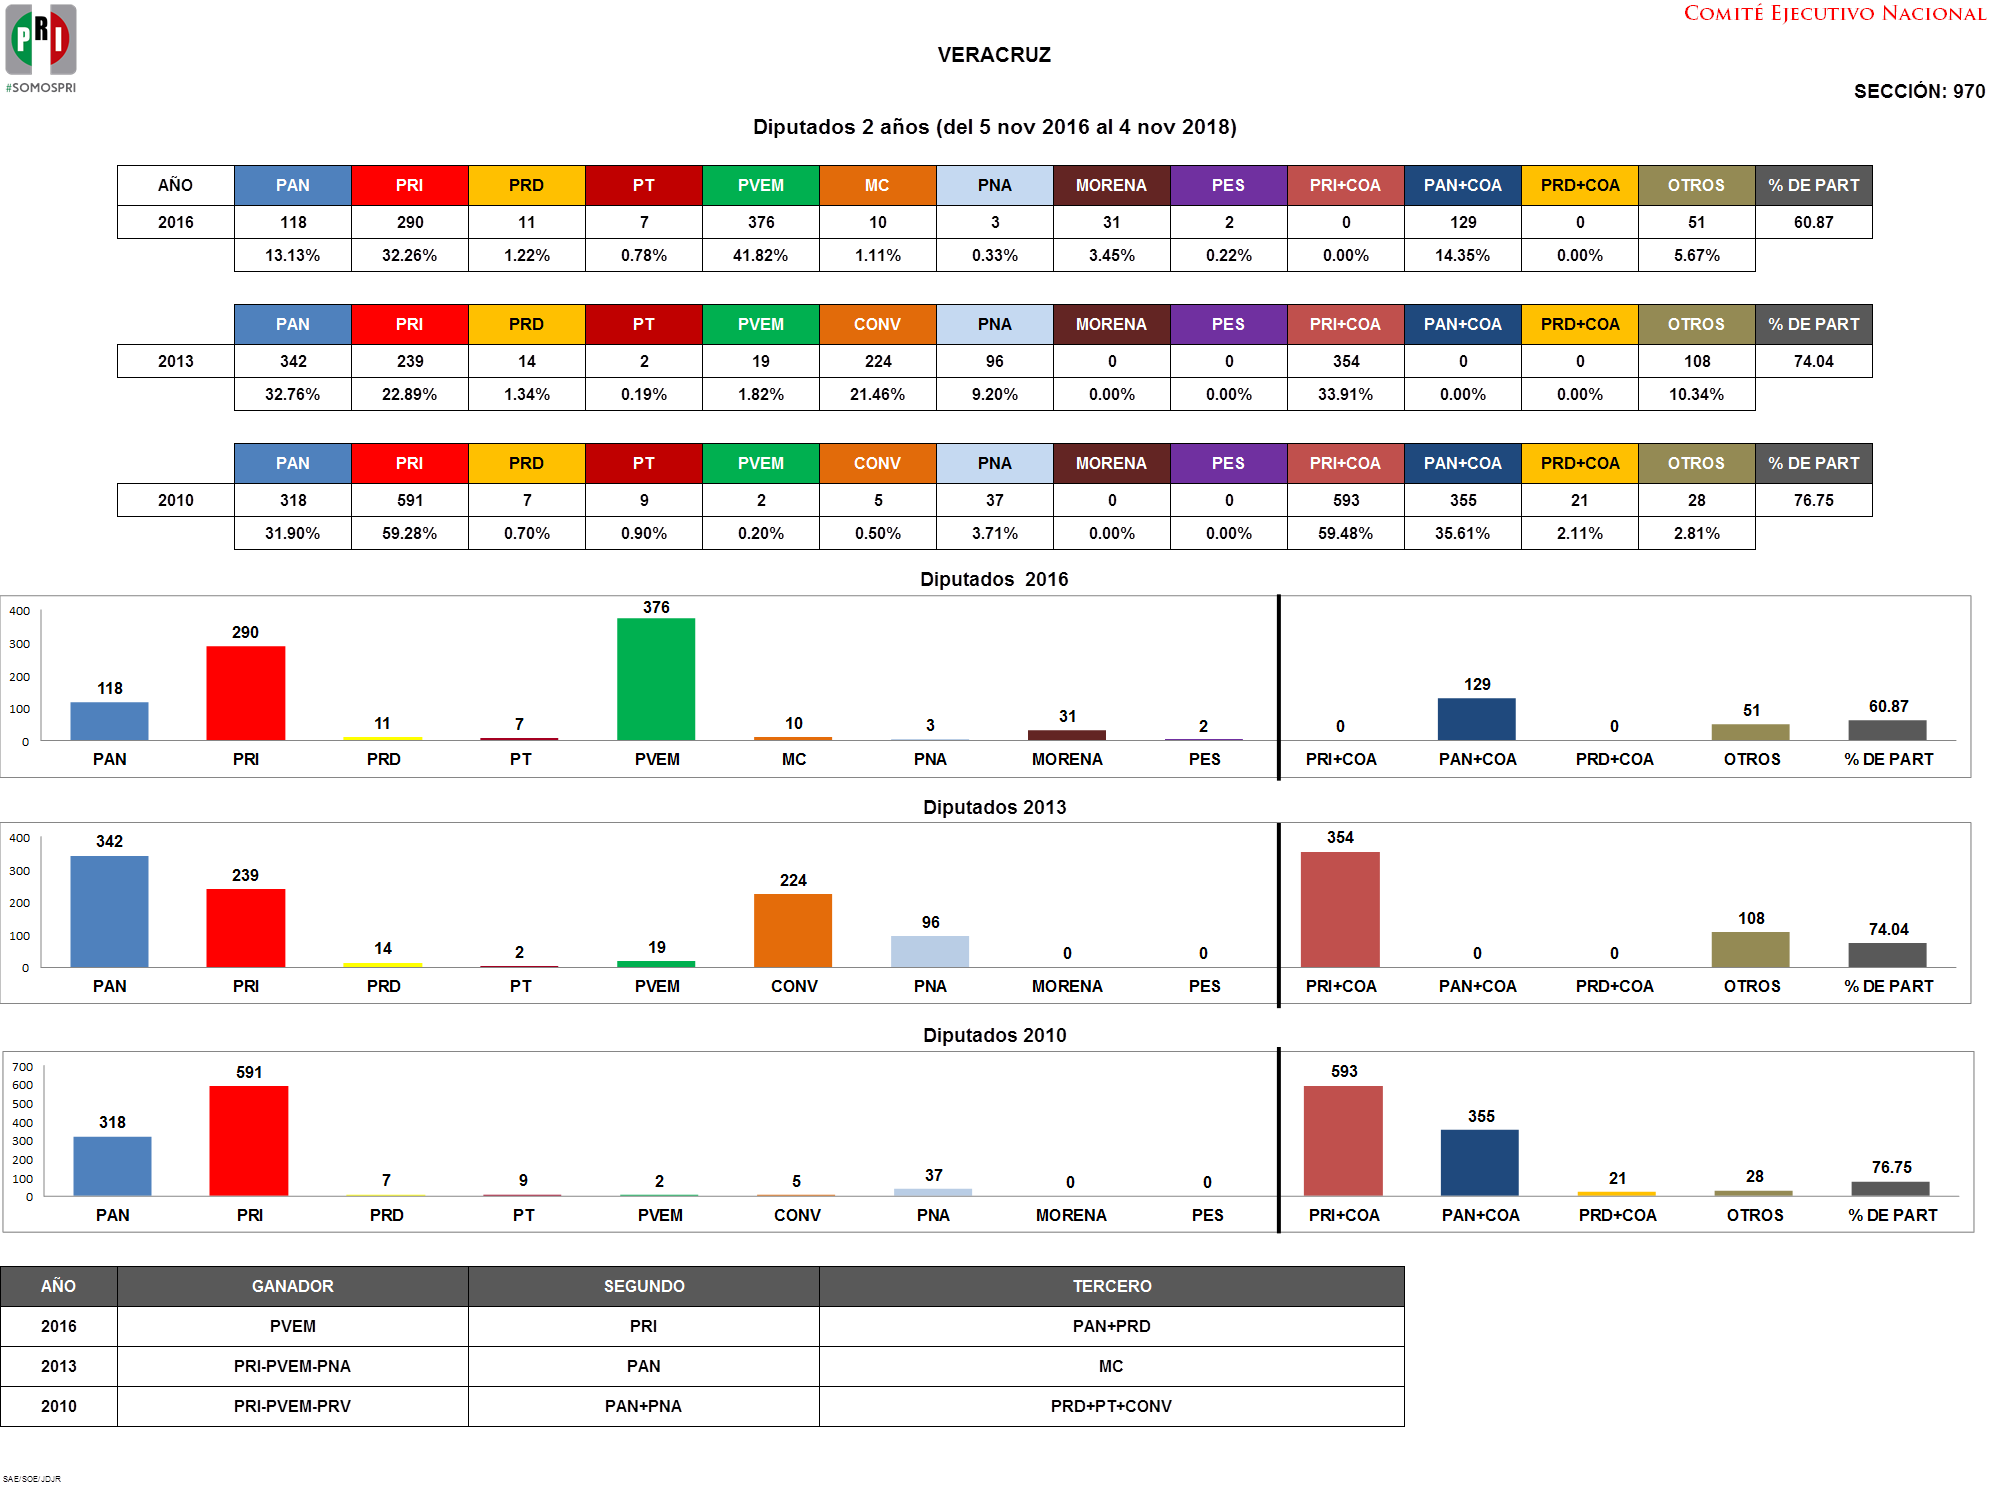 COMITÉ EJECUTIVO NACIONAL
PRI
#SOMOSPRI
VERACRUZ
SECCIÓN: 970
Diputados 2 años (del 5 nov 2016 al 4 nov 2018)
AÑO PAN PRI PRD PT PVEM MC PNA MORENA PES PRI+COA PAN+COA PRD+COA OTROS % DE PART
2016 118 290 11 7 376 10 3 31 2 0 129 0 51 60.87
13.13% 32.26% 1.22% 0.78% 41.82% 1.11% 0.33% 3.45% 0.22% 0.00% 14.35% 0.00% 5.67%
PAN PRI PRD PT PVEM CONV PNA MORENA PES PRI+COA PAN+COA PRD+COA OTROS % DE PART
2013 342 239 14 2 19 224 96 0 0 354 0 0 108 74.04
32.76% 22.89% 1.34% 0.19% 1.82% 21.46% 9.20% 0.00% 0.00% 33.91% 0.00% 0.00% 10.34%
PAN PRI PRD PT PVEM CONV PNA MORENA PES PRI+COA PAN+COA PRD+COA OTROS % DE PART
2010 318 591 7 9 2 5 37 0 0 593 355 21 28 76.75
31.90% 59.28% 0.70% 0.90% 0.20% 0.50% 3.71% 0.00% 0.00% 59.48% 35.61% 2.11% 2.81%
Diputados 2016
400
300
200
100
0
118 290 11 7 376 10 3 31 2 0 129 0 51 60.87
PAN PRI PRD PT PVEM MC PNA MORENA PES PRI+COA PAN+COA PRD+COA OTROS % DE PART
Diputados 2013
400
300
200
100
0
342 239 14 2 19 224 96 0 0 354 0 0 108 74.04
PAN PRI PRD PT PVEM CONV PNA MORENA PES PRI+COA PAN+COA PRD+COA OTROS % DE PART
Diputados 2010
700
600
500
400
300
200
100
0
318 591 7 9 2 5 37 0 0 593 355 21 28 76.75
PAN PRI PRD PT PVEM CONV PNA MORENA PES PRI+COA PAN+COA PRD+COA OTROS % DE PART
AÑO GANADOR SEGUNDO TERCERO
2016 PVEM PRI PAN+PRD
2013 PRI-PVEM-PNA PAN MC
2010 PRI-PVEM-PRV PAN+PNA PRD+PT+CONV
SAE/SOE/JDJR